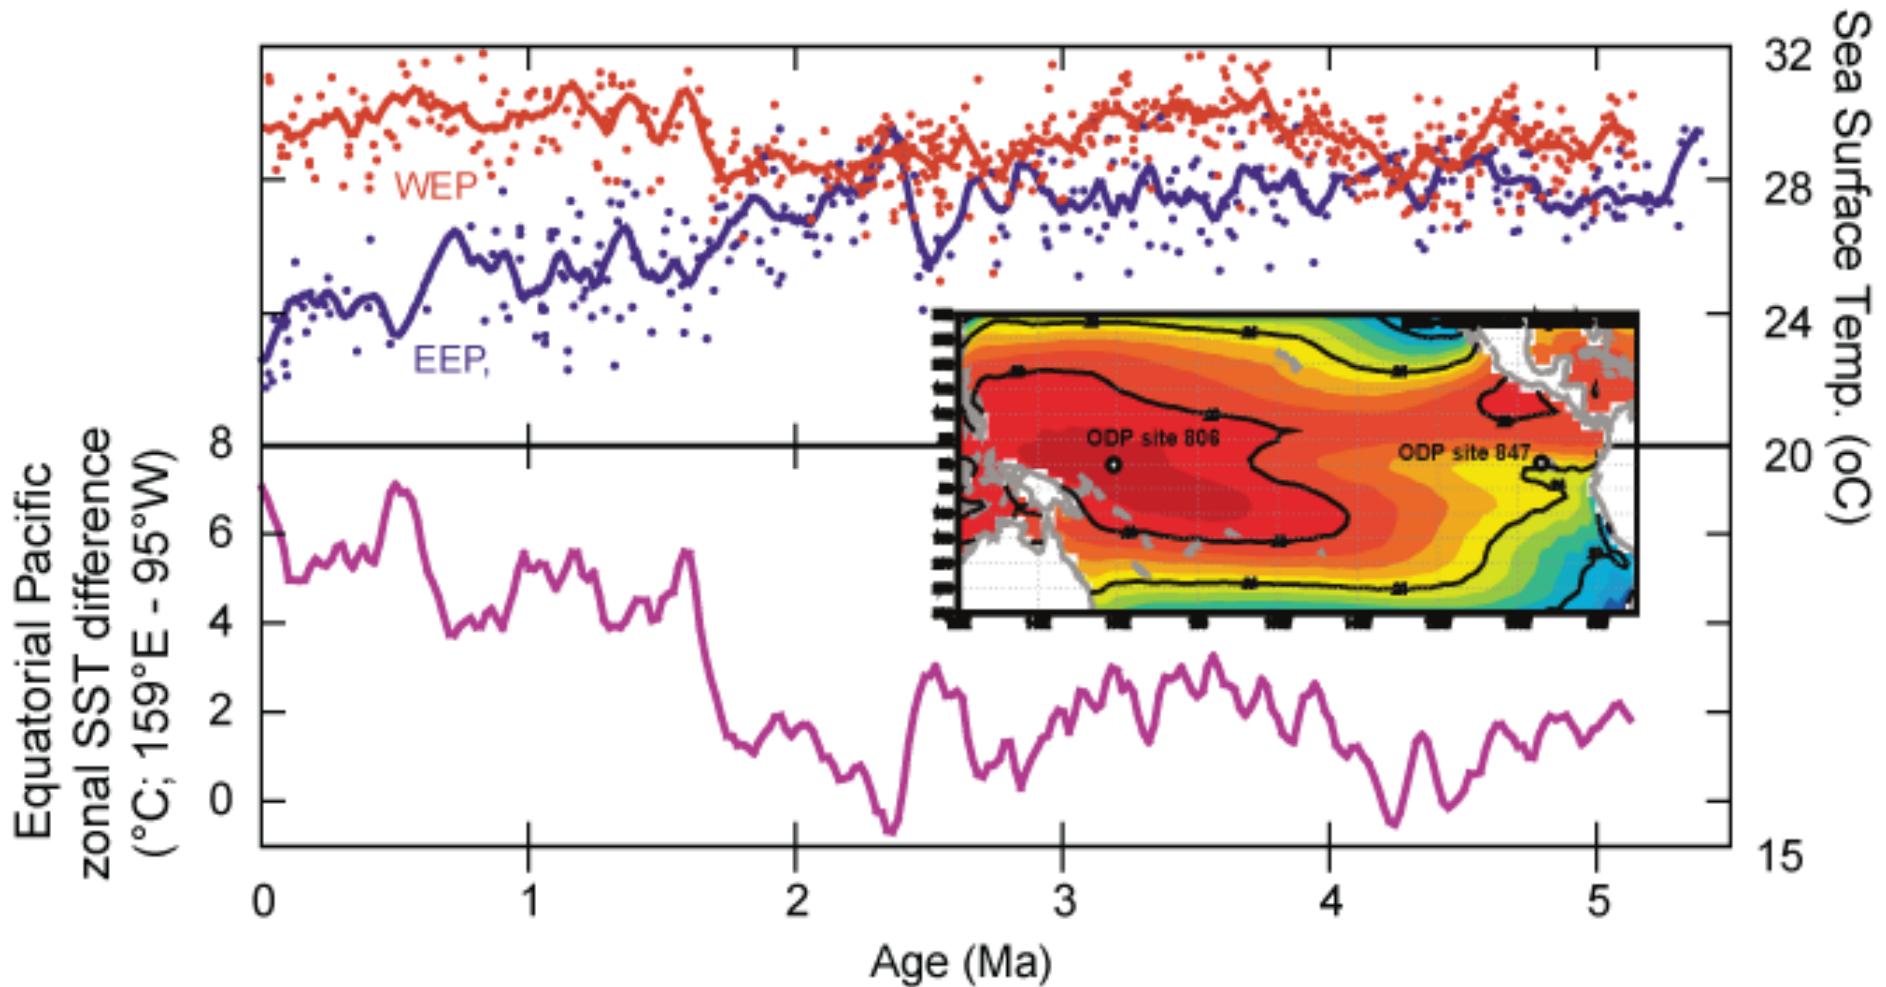 32
28
24
20
15
Sea Surface Temp. (oC)
WEP
EEP,
Equatorial Pacific
zonal SST difference
(°C; 159°E - 95°W)
8
6
4
2
0
ODP site 806
ODP site 847
0
1
2
3
4
5
Age (Ma)